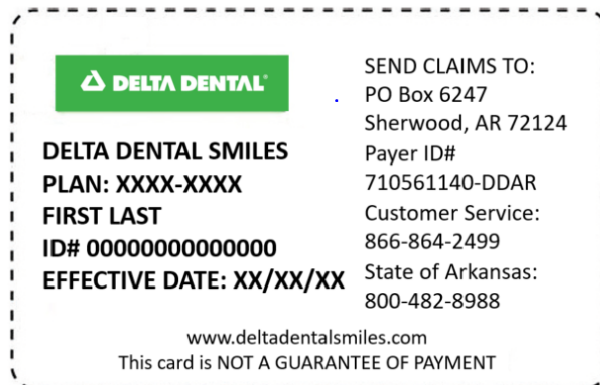 DELTA DENTAL
DELTA DENTAL SMILES
PLAN: XXXX-XXXX
FIRST LAST
ID# 00000000000000
EFFECTIVE DATE: XX/XX/XX
SEND CLAIMS TO:
PO Box 6247
Sherwood, AR 72124
Payer ID#
710561140-DDAR
Customer Service:
866-864-2499
State of Arkansas:
800-482-8988
www.deltadentalsmiles.com
This card is NOT A GUARANTEE OF PAYMENT